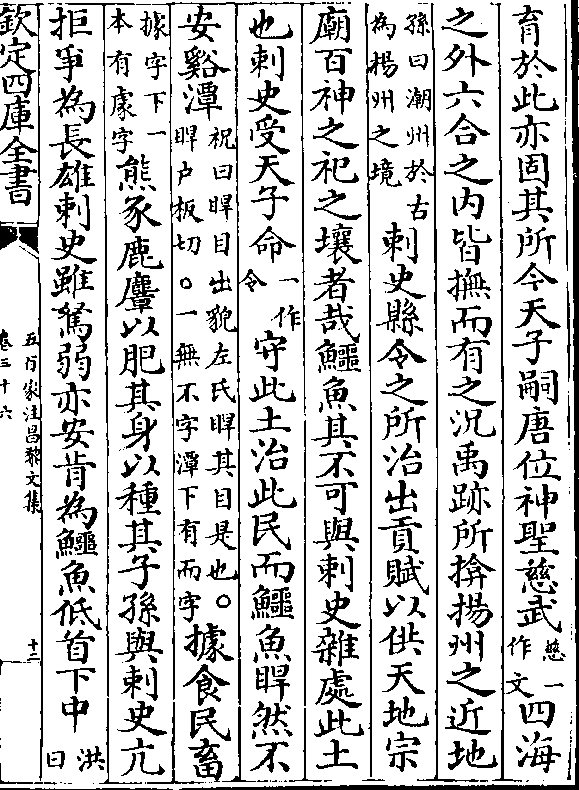 育於此亦固其所今天子嗣唐位神聖慈武慈一作文四海
之外六合之內皆撫而有之况禹跡所揜揚州之近地
孫曰潮州於古為揚州之境刺史縣令之所治出貢賦以供天地宗
廟百神之祀之壤者哉鱷魚其不可與刺史雜處此土
也刺史受天子命一作令守此土治此民而鱷魚睅然不
安谿潭祝曰睅目出貌左氏睅其目是也。睅户板切。一無不字潭下有而字據食民畜
據字下一本有處字熊豕鹿麞以肥其身以種其子孫與刺史亢
拒爭為長雄刺史雖駑弱亦安肯為鱷魚低首下中洪曰
欽定四庫全書
五百家注昌黎文集
卷三十六
十二